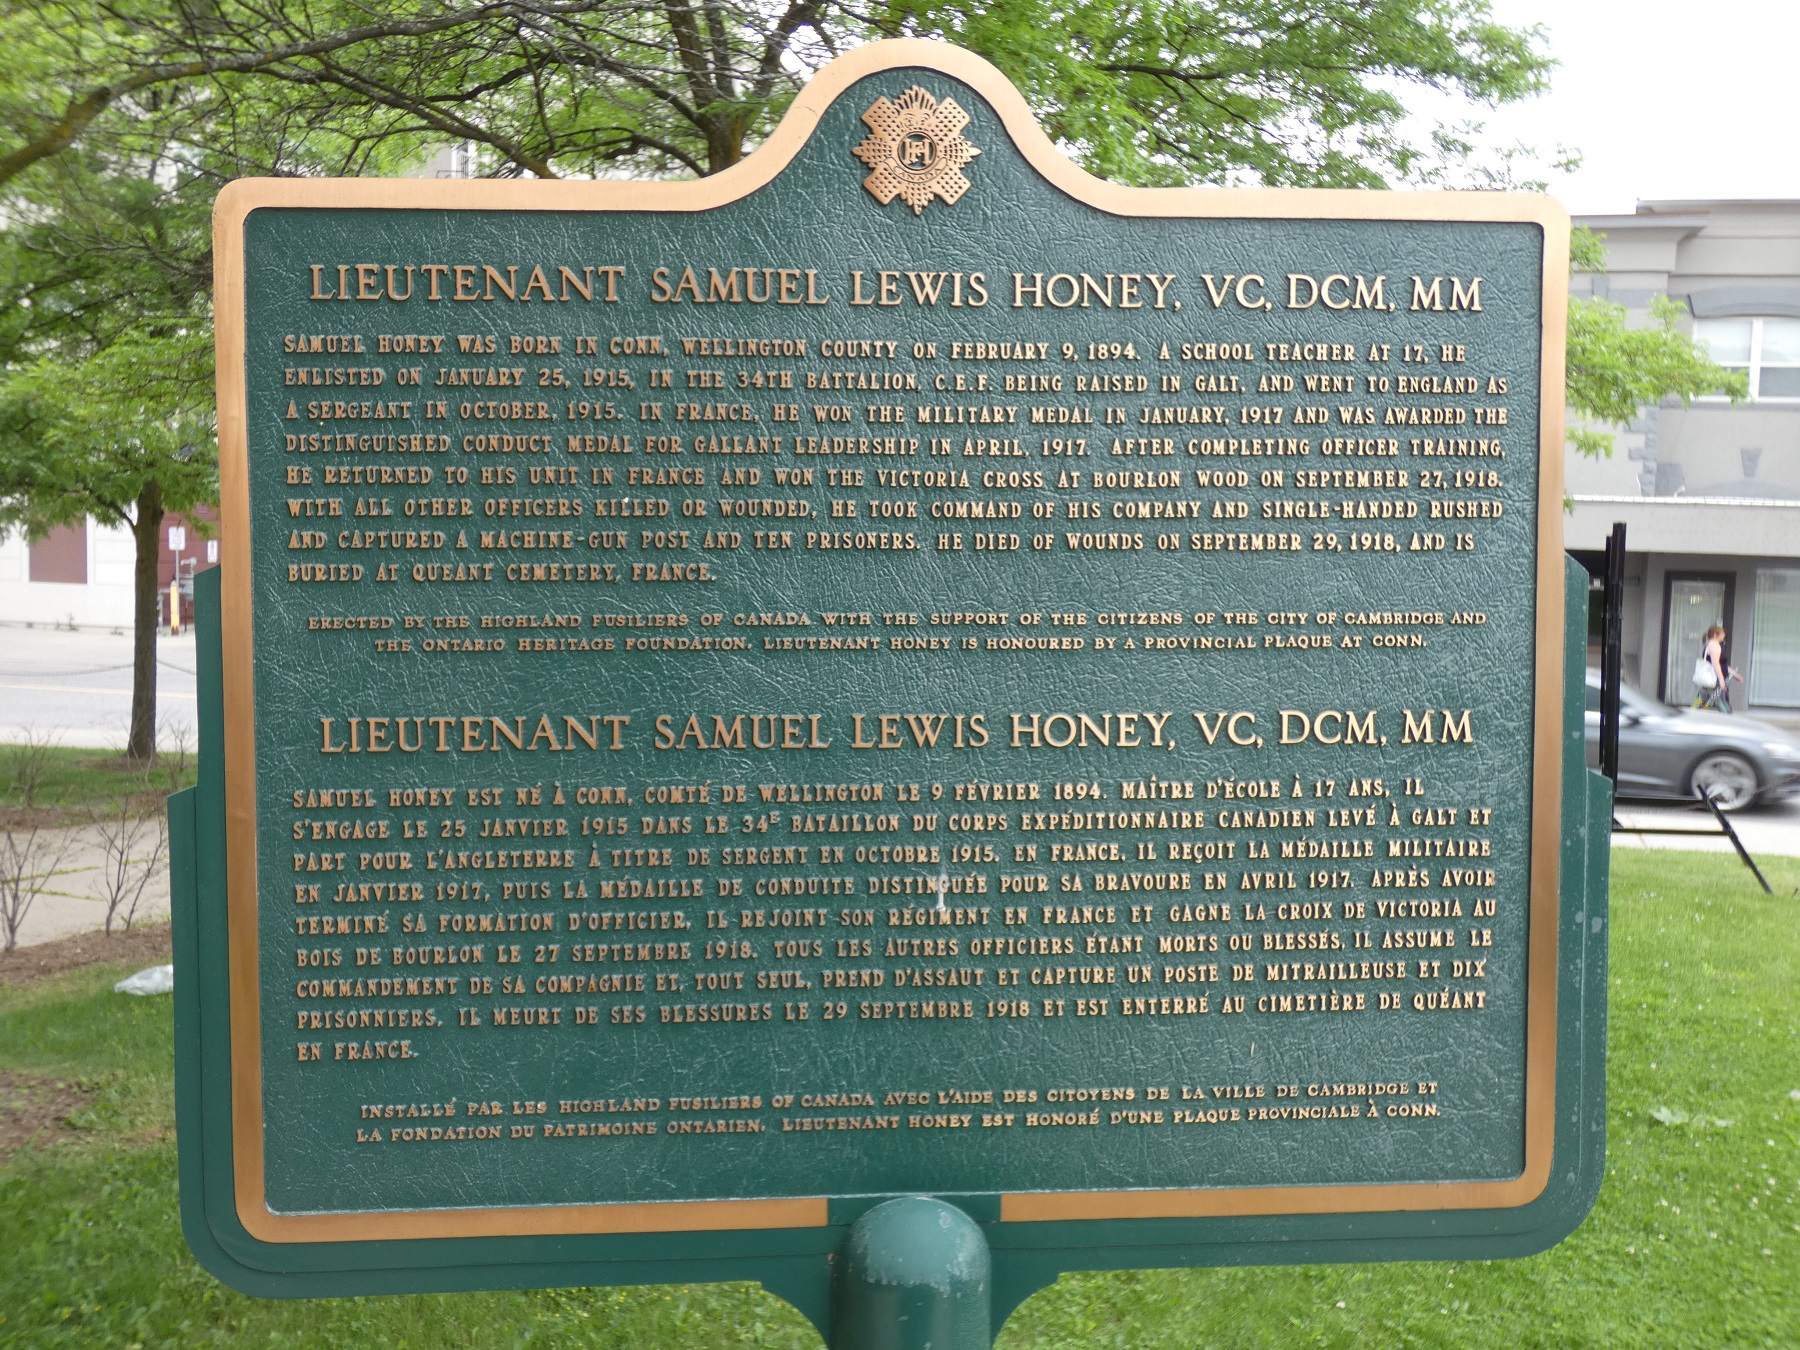 LIEUTENANT SAMUEL LEWIS HONEY, VC, DCM, MM
SAMUEL HONEY WAS BORN IN CONN, WELLINGTON COUNTY ON FEBRUARY 9, 1894. A SCHOOL TEACHER AT 17, HE
ENLISTED ON JANUARY 25, 1915, IN THE 34TH BATTALION, C.E.F. BEING RAISED IN GALT, AND WENT TO ENGLAND AS
A SERGEANT IN OCTOBER, 1915. IN FRANCE, HE WON THE MILITARY MEDAL IN JANUARY, 1917 AND WAS AWARDED THE
DISTINGUISHED CONDUCT MEDAL FOR GALLANT LEADERSHIP IN APRIL, 1917. AFTER COMPLETING OFFICER TRAINING,
HE RETURNED TO HIS UNIT IN FRANCE AND WON THE VICTORIA CROSS AT BOURLON WOOD ON SEPTEMBER 27, 1918.
WITH ALL OTHER OFFICERS KILLED OR WOUNDED, HE TOOK COMMAND OF HIS COMPANY AND SINGLE-HANDED RUSHED
AND CAPTURED A MACHINE-GUN POST AND TEN PRISONERS. HE DIED OF WOUNDS ON SEPTEMBER 29, 1918, AND IS
BURIED AT QUEANT CEMETERY, FRANCE.
ERECTED BY THE HIGHLAND FUSILIERS OF CANADA WITH THE SUPPORT OF THE CITIZENS OF THE CITY OF CAMBRIDGE AND
THE ONTARIO HERITAGE FOUNDATION. LIEUTENANT HONEY IS HONOURED BY A PROVINCIAL PLAQUE AT CONN.
LIEUTENANT SAMUEL LEWIS HONEY, VC, DCM, MM
SAMUEL HONEY EST NÉ À CONN, COMTÉ DE WELLINGTON LE 9 FÉVRIER 1894. MAÎTRE D'ÉCOLE À 17 ANS, IL
S'ENGAGE LE 25 JANVIER 1915 DANS LE 34E BATAILLON DU CORPS EXPÉDITIONNAIRE CANADIEN LEVÉ À GALT ET
PART POUR L'ANGLETERRE À TITRE DE SERGENT EN OCTOBRE 1915. EN FRANCE, IL REÇOIT LA MÉDAILLE MILITAIRE
EN JANVIER 1917, PUIS LA MÉDAILLE DE CONDUITE DISTINGUÉE POUR SA BRAVOURE EN AVRIL 1917. APRÈS AVOIR
TERMINÉ SA FORMATION D'OFFICIER, IL REJOINT SON RÉGIMENT EN FRANCE ET GAGNE LA CROIX DE VICTORIA AU
BOIS DE BOURLON LE 27 SEPTEMBRE 1918. TOUS LES AUTRES OFFICIERS ÉTANT MORTS OU BLESSÉS, IL ASSUME LE
COMMANDEMENT DE SA COMPAGNIE ET, TOUT SEUL, PREND D'ASSAUT ET CAPTURE UN POSTE DE MITRAILLEUSE ET DIX
PRISONNIERS. IL MEURT DE SES BLESSURES LE 29 SEPTEMBRE 1918 ET EST ENTERRÉ AU CIMETIÈRE DE QUÉANT
EN FRANCE.
INSTALLÉ PAR LES HIGHLAND FUSILIERS OF CANADA AVEC L'AIDE DES CITOYENS DE LA VILLE DE CAMBRIDGE ET
LA FONDATION DU PATRIMOINE ONTARIEN. LIEUTENANT HONEY EST HONORÉ D'UNE PLAQUE PROVINCIALE À CONN.